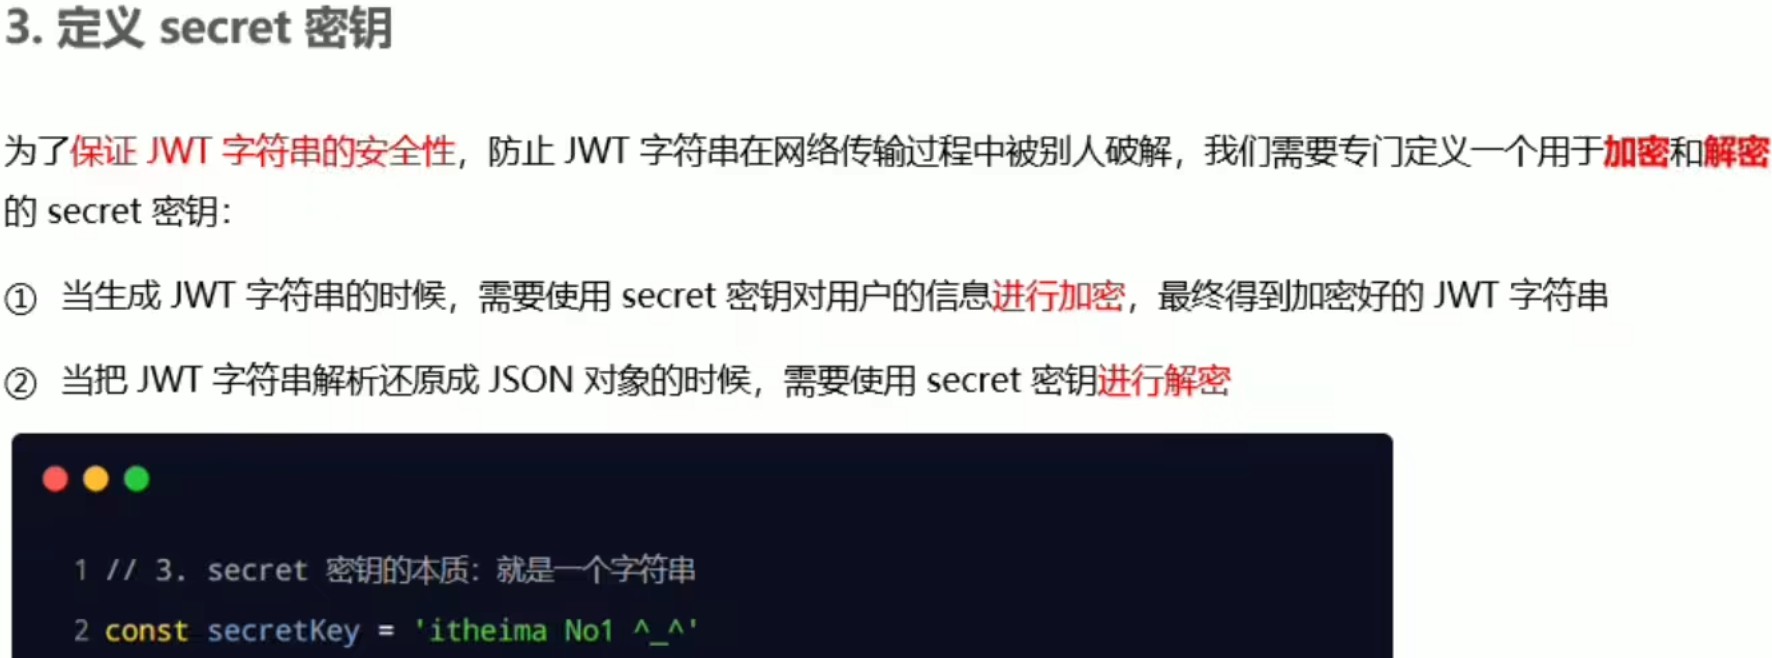 3. 定义 secret 密钥
为了保证 JWT 字符串的安全性，防止 JWT 字符串在网络传输过程中被别人破解，我们需要专门定义一个用于加密和解密
的 secret 密钥：
① 当生成 JWT 字符串的时候，需要使用 secret 密钥对用户的信息进行加密，最终得到加密好的 JWT 字符串
② 当把 JWT 字符串解析还原成 JSON 对象的时候，需要使用 secret 密钥进行解密
1 // 3. secret 密钥的本质：就是一个字符串
2 const secretKey = 'itheima No1 ^_^'